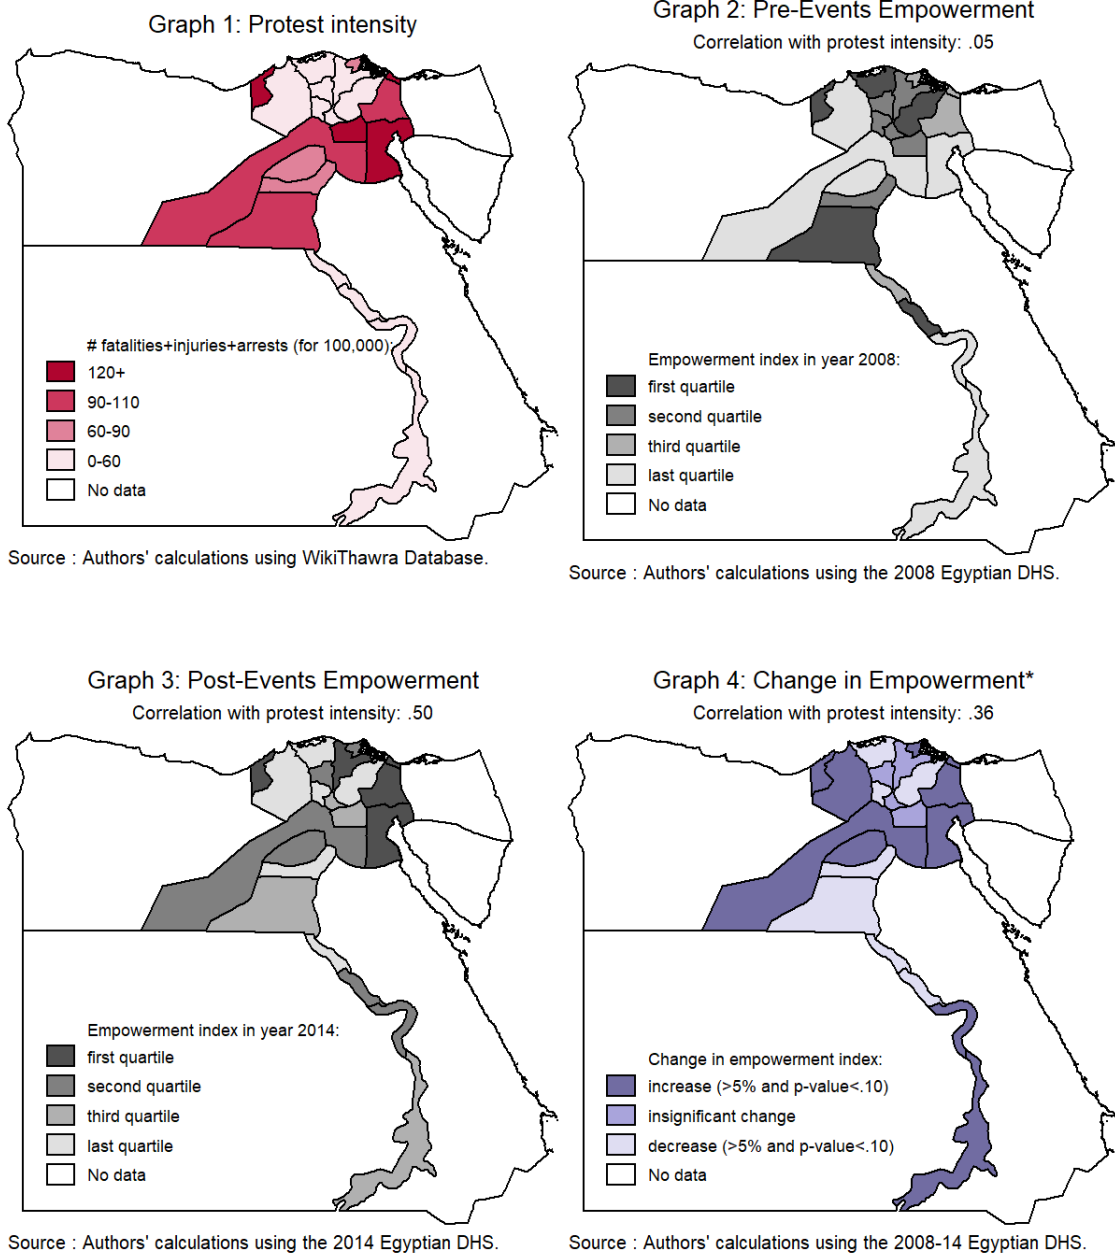 Graph 1: Protest intensity
# fatalities+injuries+arrests (for 100,000):
120+
90-110
60-90
0-60
No data
Source : Authors' calculations using WikiThawra Database.
Graph 2: Pre-Events Empowerment
Correlation with protest intensity: .05
Empowerment index in year 2008:
first quartile
second quartile
third quartile
last quartile
No data
Source : Authors' calculations using the 2008 Egyptian DHS.
Graph 3: Post-Events Empowerment
Correlation with protest intensity: .50
Empowerment index in year 2014:
first quartile
second quartile
third quartile
last quartile
No data
Source : Authors' calculations using the 2014 Egyptian DHS.
Graph 4: Change in Empowerment*
Correlation with protest intensity: .36
Change in empowerment index:
increase (>5% and p-value<.10)
insignificant change
decrease (>5% and p-value<.10)
No data
Source : Authors' calculations using the 2008-14 Egyptian DHS.